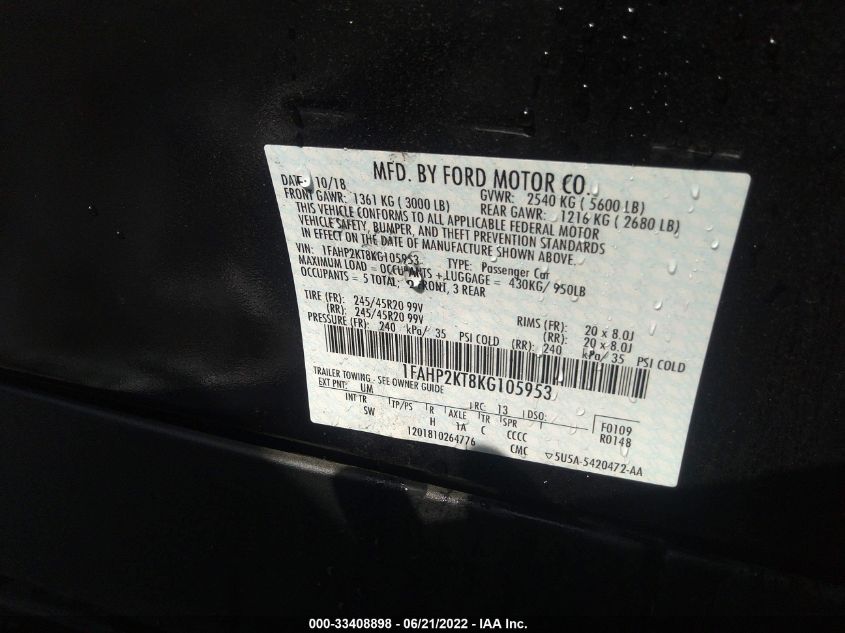 MFD. BY FORD MOTOR CO.
DATE: 10/18 GVWR: 2540 KG ( 5600 LB)
FRONT GAWR: 1361 KG ( 3000 LB) REAR GAWR: 1216 KG ( 2680 LB)
THIS VEHICLE CONFORMS TO ALL APPLICABLE FEDERAL MOTOR
VEHICLE SAFETY, BUMPER, AND THEFT PREVENTION STANDARDS
IN EFFECT ON THE DATE OF MANUFACTURE SHOWN ABOVE.
VIN: 1FAHP2KT8KG105953 TYPE: Passenger Car
MAXIMUM LOAD = OCCUPANTS + LUGGAGE = 430KG/ 950LB
OCCUPANTS = 5 TOTAL, 2 FRONT, 3 REAR
TIRE (FR): 245/45R20 99V RIMS (FR): 20 x 8.0J
(RR): 245/45R20 99V (RR): 20 x 8.0J
PRESSURE (FR): 240 kPa/ 35 PSI COLD (RR): 240 kPa/ 35 PSI COLD
1FAHP2KT8KG105953
TRAILER TOWING - SEE OWNER GUIDE
EXT PNT: UM RC: 13 DSO: F0109
INT TR TP/PS R AXLE TR SPR R0148
SW H 1A C CCCC
1201810264776 CMC ▽5U5A-5420472-AA
000-33408898 - 06/21/2022 - IAA Inc.